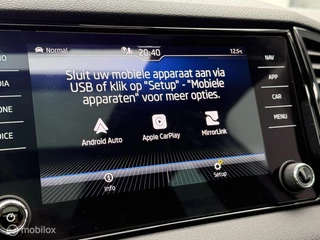 Normal
20:40
12.5°C
Sluit uw mobiele apparaat aan via
USB of klik op "Setup" - "Mobiele
apparaten" voor meer opties.
Android Auto
Apple CarPlay
MirrorLink
Info
Setup
NAV
APP
CAR
MENU
mobilox